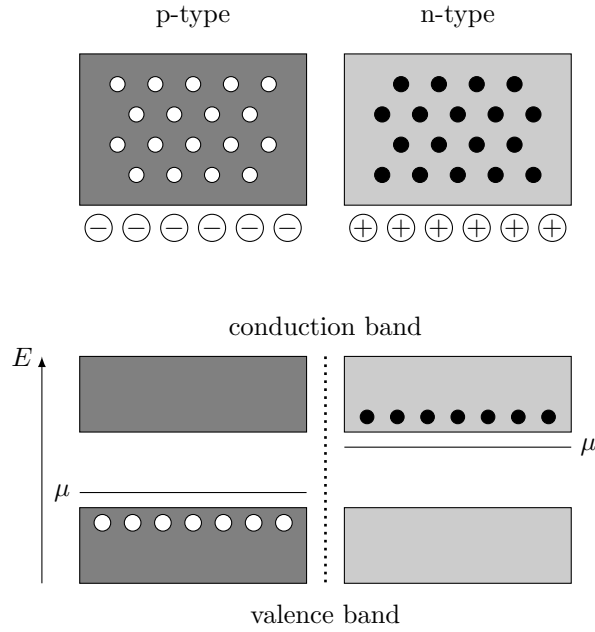 p-type
n-type
− − − − − −
+ + + + + +
conduction band
E
μ
μ
valence band